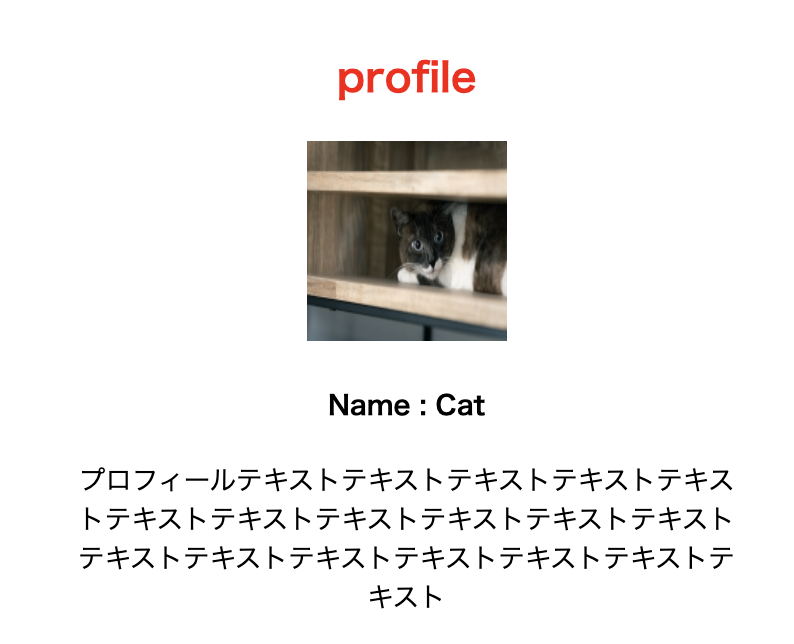 profile
Name : Cat
プロフィールテキストテキストテキストテキストテキス
トテキストテキストテキストテキストテキストテキスト
テキストテキストテキストテキストテキストテキストテ
キスト